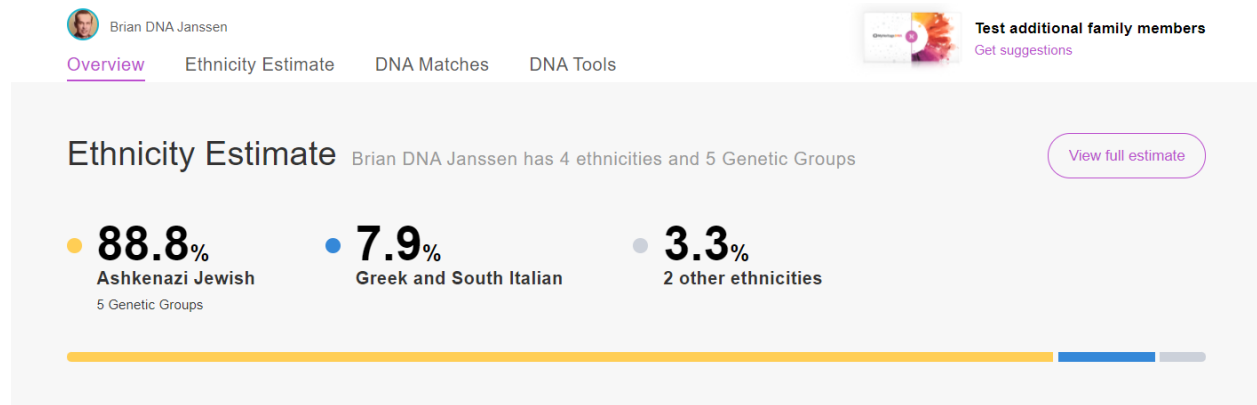 Brian DNA Janssen
Test additional family members
Get suggestions
Overview Ethnicity Estimate DNA Matches DNA Tools
Ethnicity Estimate Brian DNA Janssen has 4 ethnicities and 5 Genetic Groups
View full estimate
88.8% 7.9% 3.3%
Ashkenazi Jewish Greek and South Italian 2 other ethnicities
5 Genetic Groups